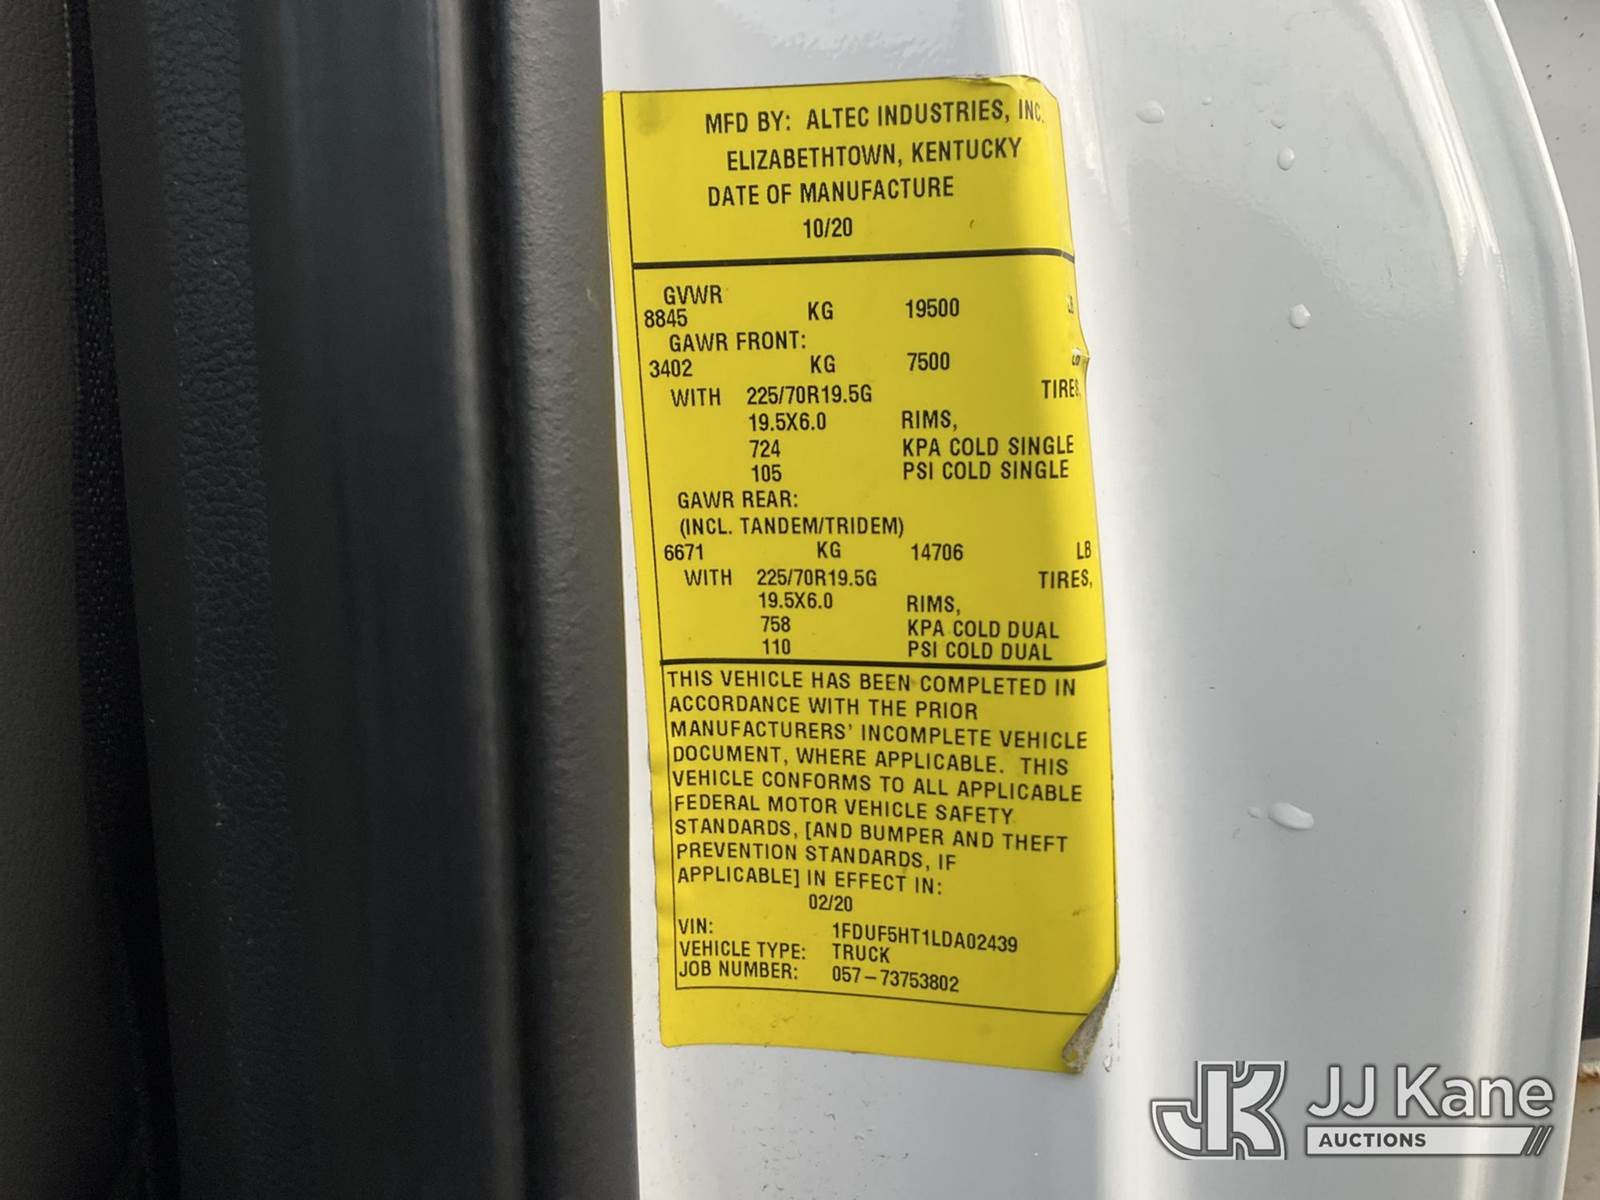 MFD BY: ALTEC INDUSTRIES, INC.
ELIZABETHTOWN, KENTUCKY
DATE OF MANUFACTURE
10/20
GVWR
8845 KG 19500 LB
GAWR FRONT:
3402 KG 7500
WITH 225/70R19.5G TIRES,
19.5X6.0 RIMS,
724 KPA COLD SINGLE
105 PSI COLD SINGLE
GAWR REAR:
(INCL. TANDEM/TRIDEM)
6671 KG 14706 LB
WITH 225/70R19.5G TIRES,
19.5X6.0 RIMS,
758 KPA COLD DUAL
110 PSI COLD DUAL
THIS VEHICLE HAS BEEN COMPLETED IN
ACCORDANCE WITH THE PRIOR
MANUFACTURERS' INCOMPLETE VEHICLE
DOCUMENT, WHERE APPLICABLE. THIS
VEHICLE CONFORMS TO ALL APPLICABLE
FEDERAL MOTOR VEHICLE SAFETY
STANDARDS, [AND BUMPER AND THEFT
PREVENTION STANDARDS, IF
APPLICABLE] IN EFFECT IN:
02/20
VIN: 1FDUF5HT1LDA02439
VEHICLE TYPE: TRUCK
JOB NUMBER: 057-73753802
JK JJ Kane
AUCTIONS